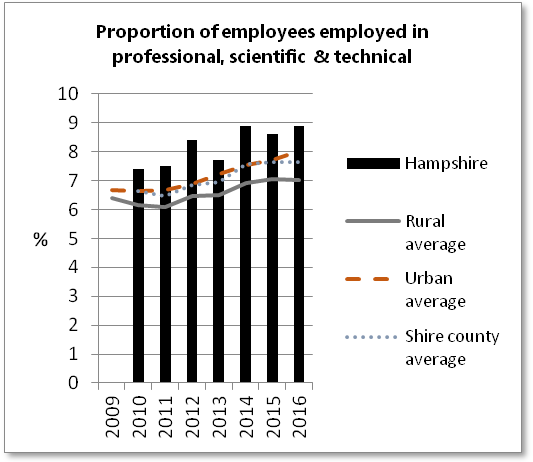 Proportion of employees employed in
professional, scientific & technical
10
9
8
7
6
5
4
3
2
1
0
%
2009
2010
2011
2012
2013
2014
2015
2016
Hampshire
Rural
average
Urban
average
Shire county
average